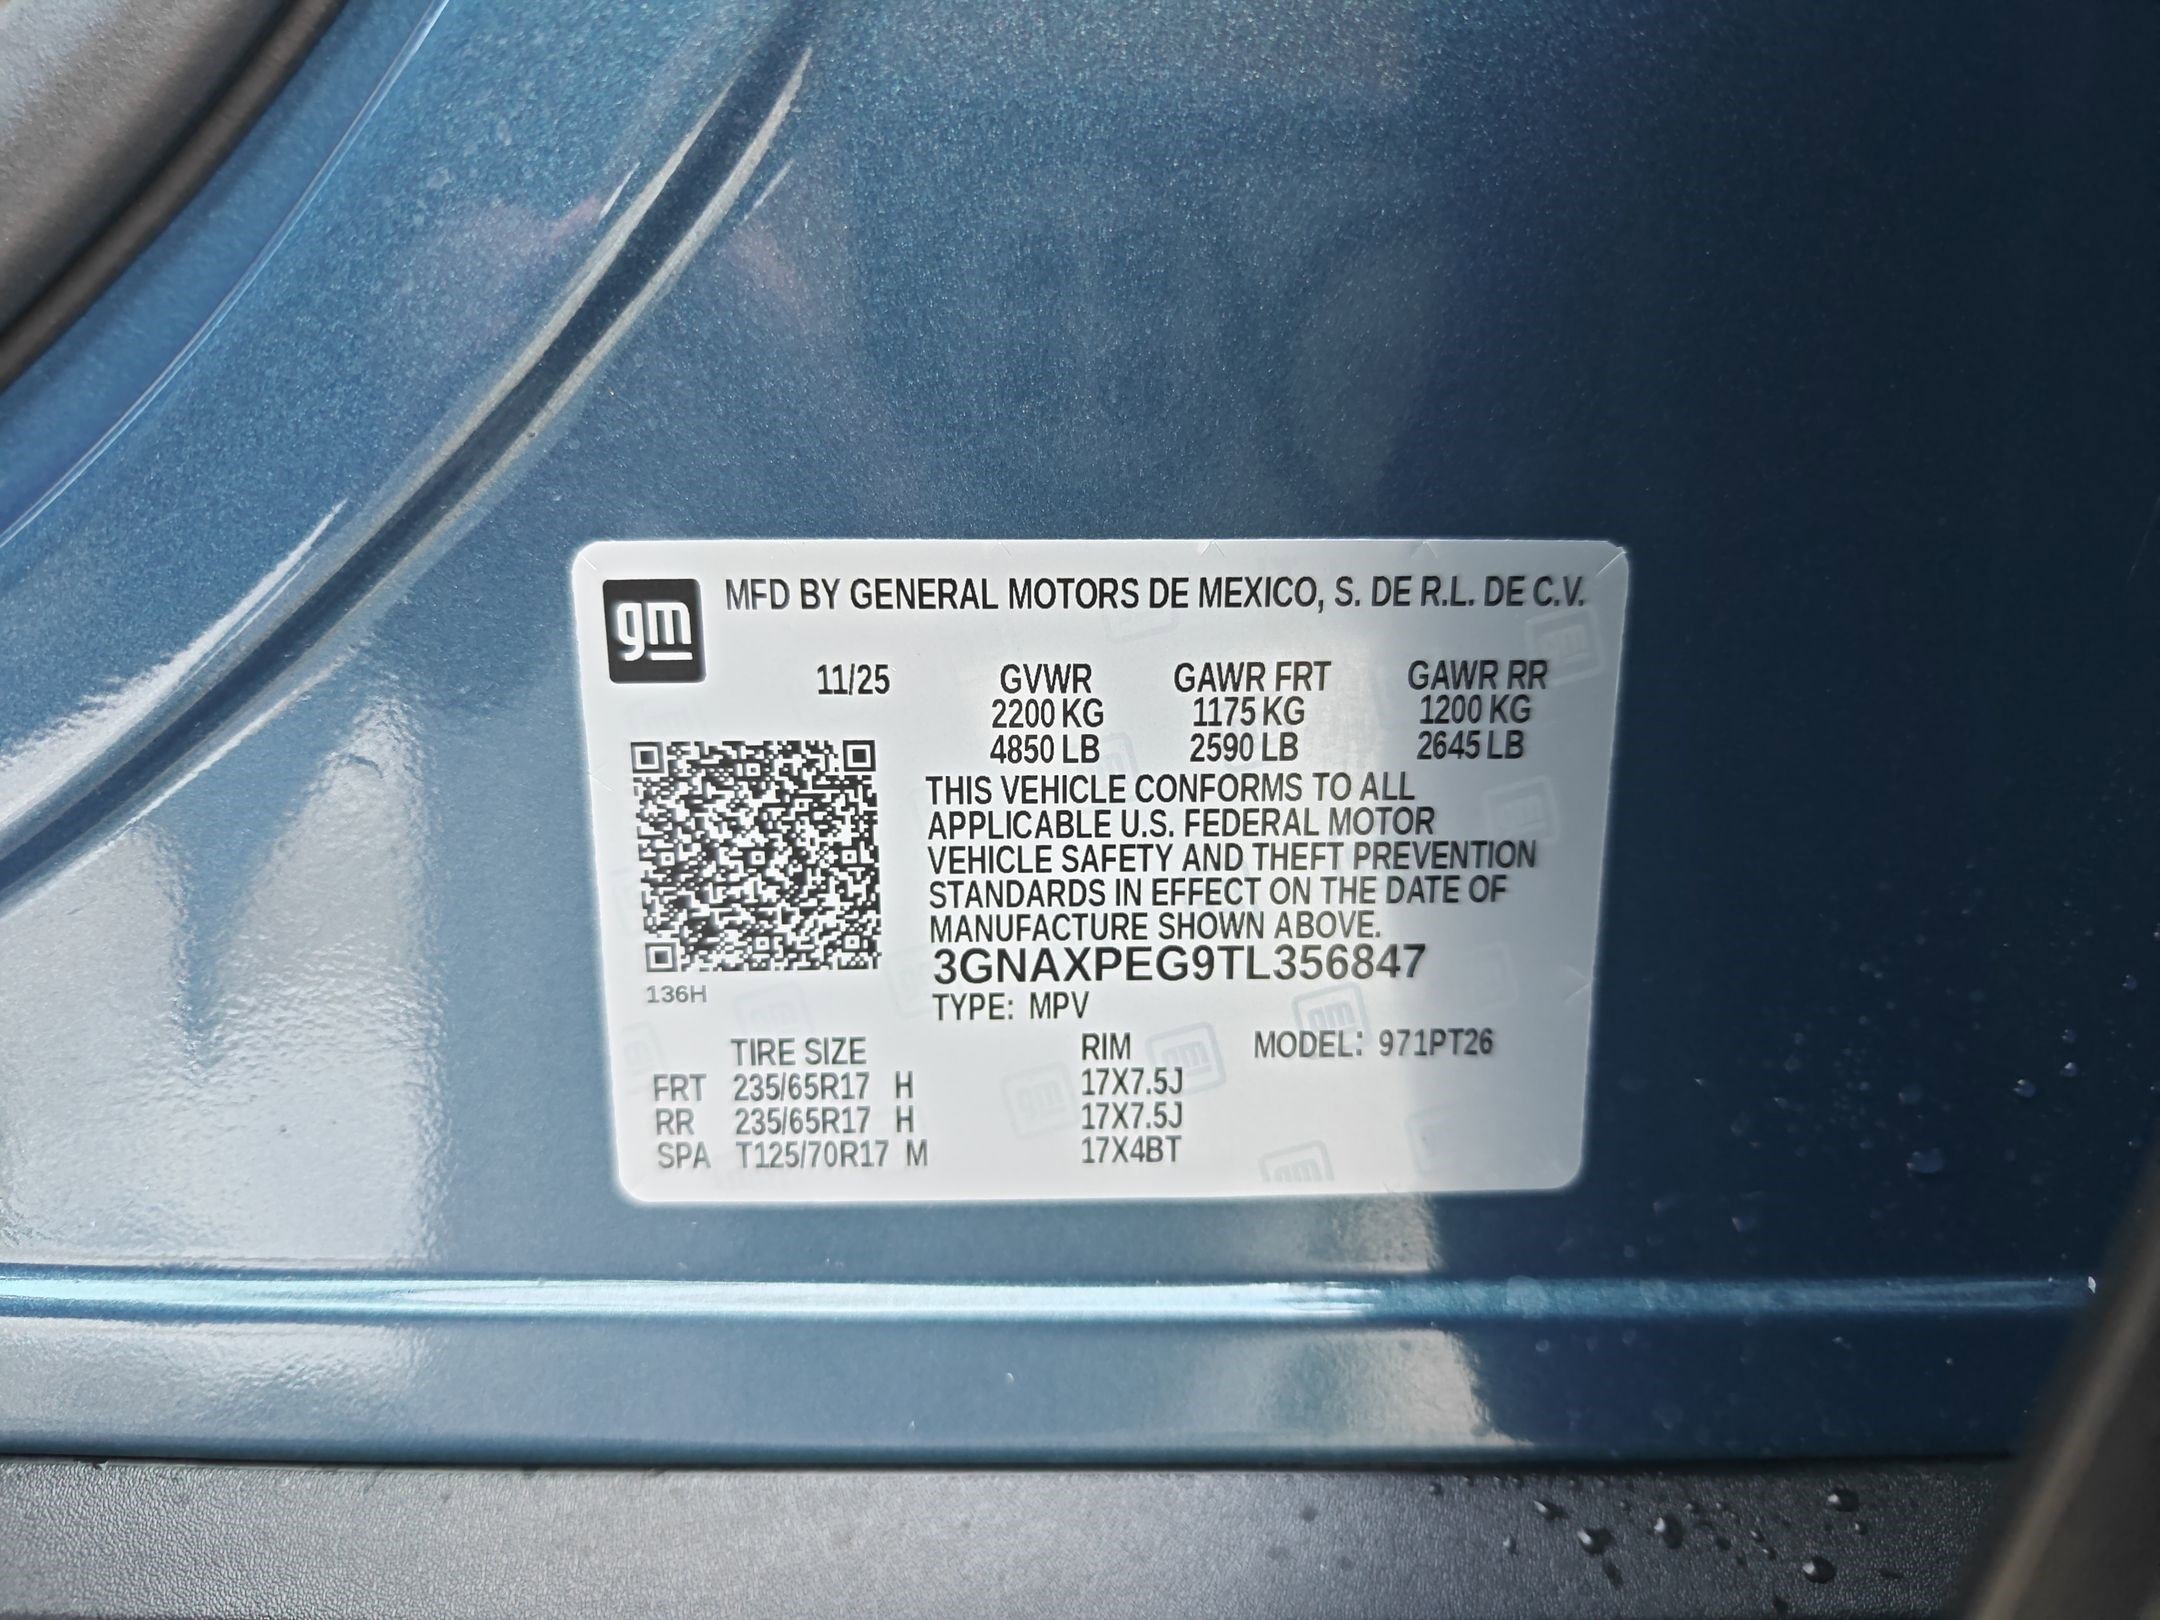 gm
MFD BY GENERAL MOTORS DE MEXICO, S. DE R.L. DE C.V.
11/25 GVWR GAWR FRT GAWR RR
2200 KG 1175 KG 1200 KG
4850 LB 2590 LB 2645 LB
THIS VEHICLE CONFORMS TO ALL
APPLICABLE U.S. FEDERAL MOTOR
VEHICLE SAFETY AND THEFT PREVENTION
STANDARDS IN EFFECT ON THE DATE OF
MANUFACTURE SHOWN ABOVE.
3GNAXPEG9TL356847
136H
TYPE: MPV
TIRE SIZE RIM MODEL: 971PT26
FRT 235/65R17 H 17X7.5J
RR 235/65R17 H 17X7.5J
SPA T125/70R17 M 17X4BT